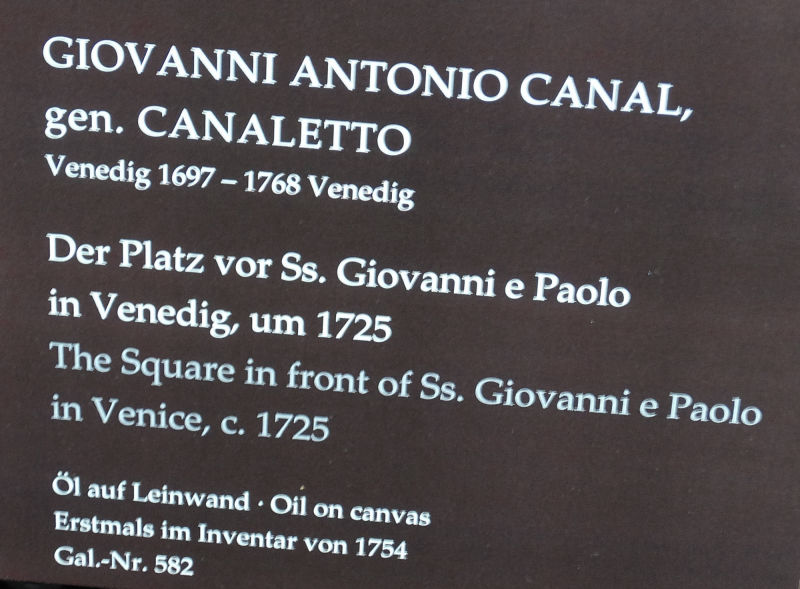 GIOVANNI ANTONIO CANAL,
gen. CANALETTO
Venedig 1697 – 1768 Venedig
Der Platz vor Ss. Giovanni e Paolo
in Venedig, um 1725
The Square in front of Ss. Giovanni e Paolo
in Venice, c. 1725
Öl auf Leinwand · Oil on canvas
Erstmals im Inventar von 1754
Gal.-Nr. 582